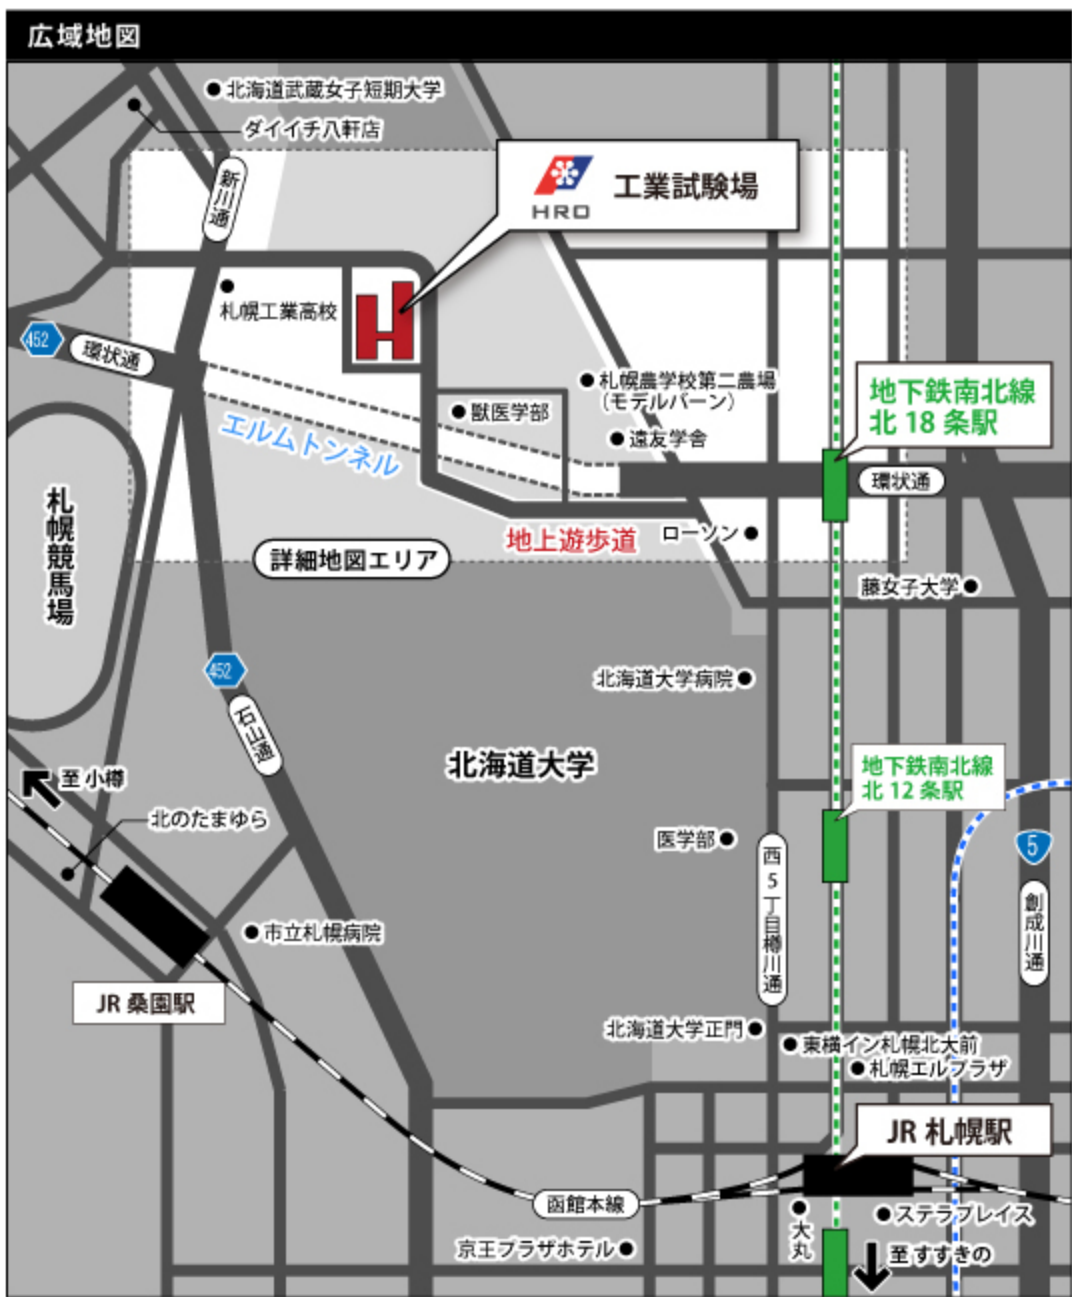 広域地図
北海道武蔵女子短期大学
ダイイチ八軒店
新川通
HRO
工業試験場
札幌工業高校
452
環状通
エルムトンネル
獣医学部
札幌農学校第二農場
(モデルバーン)
遠友学舎
地下鉄南北線
北18条駅
環状通
札幌競馬場
詳細地図エリア
地上遊歩道
ローソン
藤女子大学
452
石山通
北海道大学病院
北海道大学
至 小樽
北のたまゆら
地下鉄南北線
北12条駅
医学部
西5丁目樽川通
5
創成川通
市立札幌病院
JR 桑園駅
北海道大学正門
東横イン札幌北大前
札幌エルプラザ
JR 札幌駅
函館本線
大丸
ステラプレイス
京王プラザホテル
至 すすきの